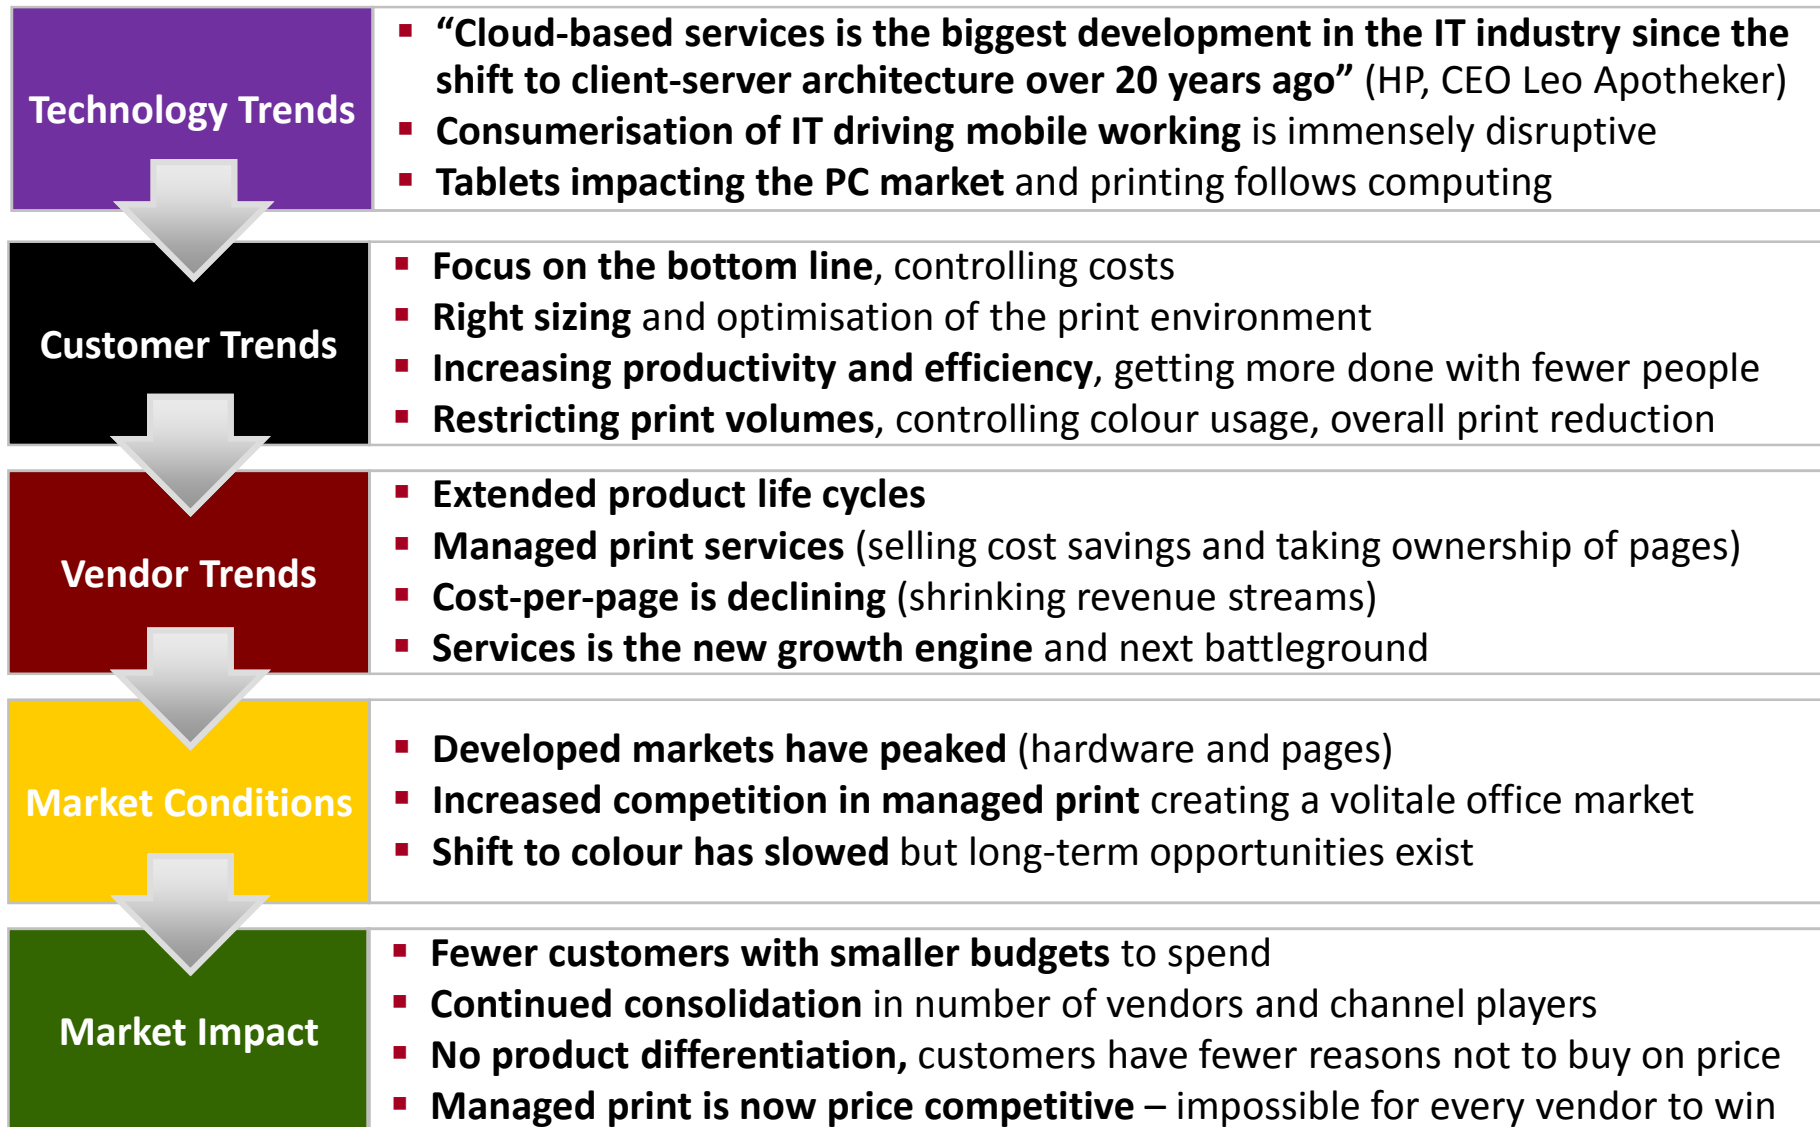 Technology Trends
▪ “Cloud-based services is the biggest development in the IT industry since the
shift to client-server architecture over 20 years ago” (HP, CEO Leo Apotheker)
▪ Consumerisation of IT driving mobile working is immensely disruptive
▪ Tablets impacting the PC market and printing follows computing
Customer Trends
▪ Focus on the bottom line, controlling costs
▪ Right sizing and optimisation of the print environment
▪ Increasing productivity and efficiency, getting more done with fewer people
▪ Restricting print volumes, controlling colour usage, overall print reduction
Vendor Trends
▪ Extended product life cycles
▪ Managed print services (selling cost savings and taking ownership of pages)
▪ Cost-per-page is declining (shrinking revenue streams)
▪ Services is the new growth engine and next battleground
Market Conditions
▪ Developed markets have peaked (hardware and pages)
▪ Increased competition in managed print creating a volitale office market
▪ Shift to colour has slowed but long-term opportunities exist
Market Impact
▪ Fewer customers with smaller budgets to spend
▪ Continued consolidation in number of vendors and channel players
▪ No product differentiation, customers have fewer reasons not to buy on price
▪ Managed print is now price competitive – impossible for every vendor to win